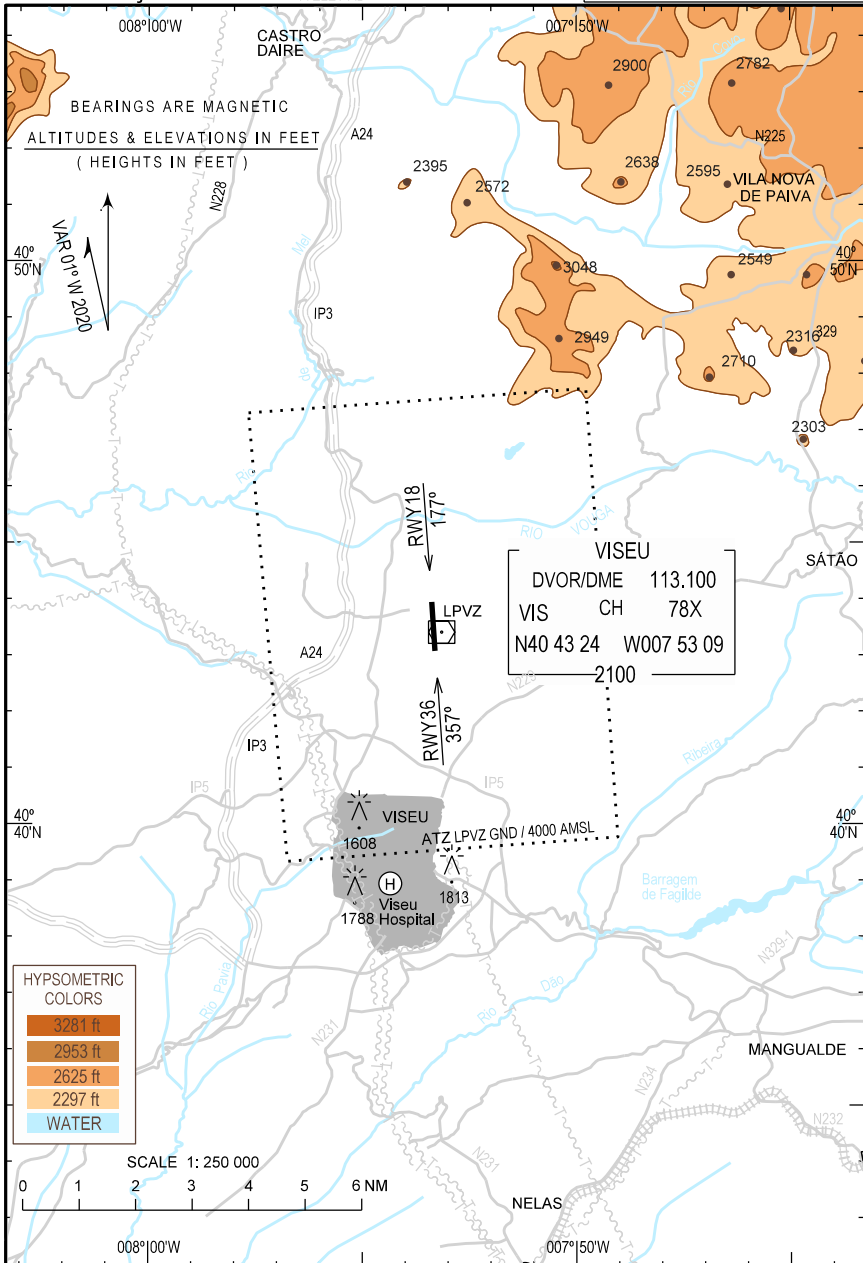 008°00'W
007°50'W
CASTRO
DAIRE
2900
2782
Rio Côvo
BEARINGS ARE MAGNETIC
ALTITUDES & ELEVATIONS IN FEET
( HEIGHTS IN FEET )
A24
N225
N228
2395
2572
2638
2595
VILA NOVA
DE PAIVA
VAR 01° W 2020
Mel
40°
50'N
3048
2549
40°
50'N
IP3
2949
2316
329
de
2710
2303
Rio
RWY18
177°
RIO
VOUGA
VISEU
DVOR/DME 113.100
VIS CH 78X
N40 43 24 W007 53 09
2100
SÁTÃO
LPVZ
A24
N229
RWY36
357°
IP3
Ribeira
IP5
IP5
40°
40'N
VISEU
ATZ LPVZ GND / 4000 AMSL
40°
40'N
1608
H
Viseu
Hospital
1788
1813
Barragem
de Fagilde
N329-1
Rio Pavia
Rio
Dão
HYPSOMETRIC
COLORS
3281 ft
2953 ft
2625 ft
2297 ft
WATER
N231
MANGUALDE
N234
N232
SCALE 1: 250 000
0 1 2 3 4 5 6 NM
N231
NELAS
008°00'W
007°50'W